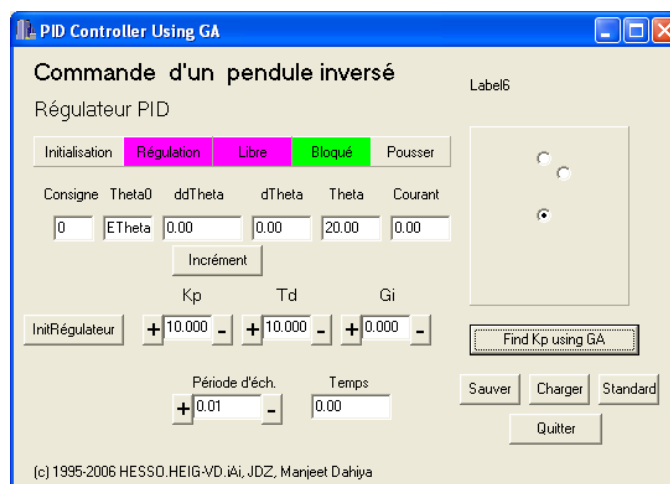 PID Controller Using GA
Commande d'un pendule inversé
Label6
Régulateur PID
Initialisation Régulation Libre Bloqué Pousser
Consigne Theta0 ddTheta dTheta Theta Courant
0 ETheta 0.00 0.00 20.00 0.00
Incrément
Kp Td Gi
InitRégulateur + 10.000 - + 10.000 - + 0.000 -
Find Kp using GA
Période d'éch. Temps
+ 0.01 - 0.00
Sauver Charger Standard
Quitter
(c) 1995-2006 HESSO.HEIG-VD.iAi, JDZ, Manjeet Dahiya